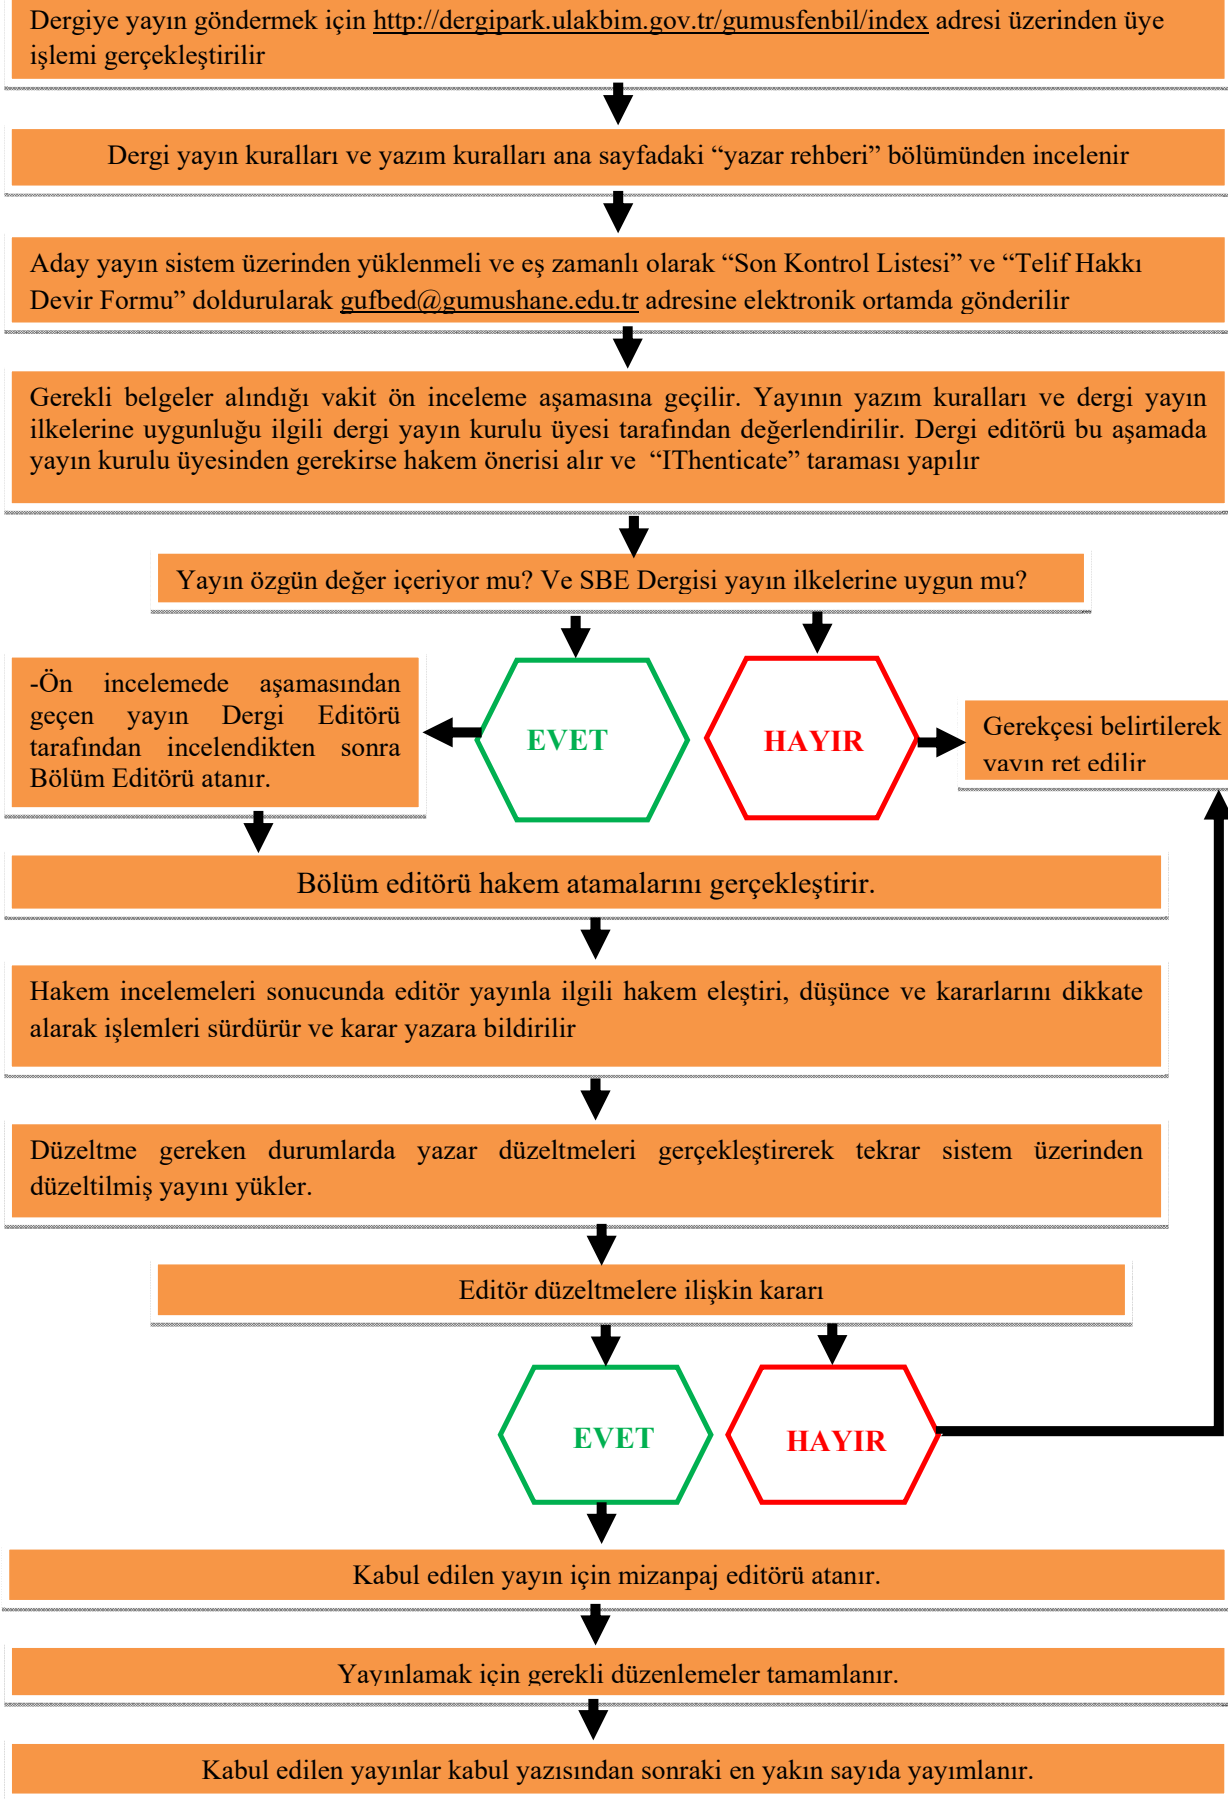 Dergiye yayın göndermek için http://dergipark.ulakbim.gov.tr/gumusfenbil/index adresi üzerinden üye
işlemi gerçekleştirilir
Dergi yayın kuralları ve yazım kuralları ana sayfadaki “yazar rehberi” bölümünden incelenir
Aday yayın sistem üzerinden yüklenmeli ve eş zamanlı olarak “Son Kontrol Listesi” ve “Telif Hakkı
Devir Formu” doldurularak gufbed@gumushane.edu.tr adresine elektronik ortamda gönderilir
Gerekli belgeler alındığı vakit ön inceleme aşamasına geçilir. Yayının yazım kuralları ve dergi yayın
ilkelerine uygunluğu ilgili dergi yayın kurulu üyesi tarafından değerlendirilir. Dergi editörü bu aşamada
yayın kurulu üyesinden gerekirse hakem önerisi alır ve “IThenticate” taraması yapılır
Yayın özgün değer içeriyor mu? Ve SBE Dergisi yayın ilkelerine uygun mu?
-Ön incelemede aşamasından
geçen yayın Dergi Editörü
tarafından incelendikten sonra
Bölüm Editörü atanır.
EVET
HAYIR
Gerekçesi belirtilerek
yayın ret edilir
Bölüm editörü hakem atamalarını gerçekleştirir.
Hakem incelemeleri sonucunda editör yayınla ilgili hakem eleştiri, düşünce ve kararlarını dikkate
alarak işlemleri sürdürür ve karar yazara bildirilir
Düzeltme gereken durumlarda yazar düzeltmeleri gerçekleştirerek tekrar sistem üzerinden
düzeltilmiş yayını yükler.
Editör düzeltmelere ilişkin kararı
EVET
HAYIR
Kabul edilen yayın için mizanpaj editörü atanır.
Yayınlamak için gerekli düzenlemeler tamamlanır.
Kabul edilen yayınlar kabul yazısından sonraki en yakın sayıda yayımlanır.